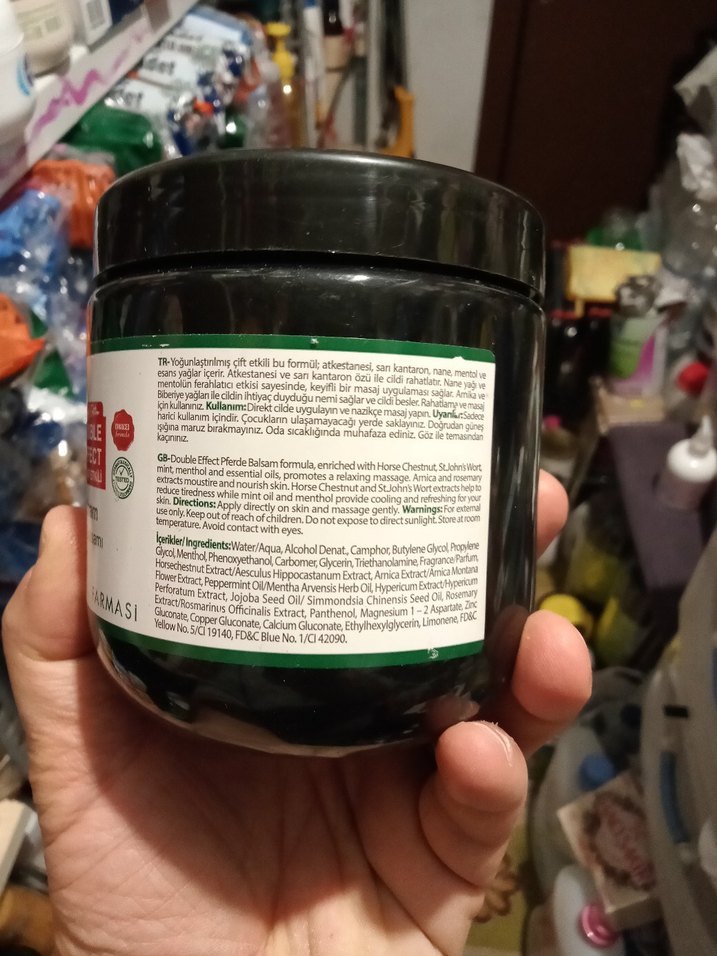 TR-Yoğunlaştırılmış çift etkili bu formül; atkestanesi, sarı kantaron, nane, mentol ve
esans yağlar içerir. Atkestanesi ve sarı kantaron özü ile cildi rahatlatır. Nane yağı ve
mentolün ferahlatıcı etkisi sayesinde, keyifli bir masaj uygulaması sağlar. Arnika ve
Biberiye yağları ile cildin ihtiyaç duyduğu nemi sağlar ve cildi besler. Rahatlama ve masaj
için kullanınız. Kullanım: Direkt cilde uygulayın ve nazikçe masaj yapın. Uyarılar: Sadece
harici kullanım içindir. Çocukların ulaşamayacağı yerde saklayınız. Doğrudan güneş
ışığına maruz bırakmayınız. Oda sıcaklığında muhafaza ediniz. Göz ile temasından
kaçınınız.
GB-Double Effect Pferde Balsam formula, enriched with Horse Chestnut, St.John's Wort,
mint, menthol and essential oils, promotes a relaxing massage. Arnica and rosemary
extracts moustire and nourish skin. Horse Chestnut and St.John's Wort extracts help to
reduce tiredness while mint oil and menthol provide cooling and refreshing for your
skin. Directions: Apply directly on skin and massage gently. Warnings: For external
use only. Keep out of reach of children. Do not expose to direct sunlight. Store at room
temperature. Avoid contact with eyes.
İçerikler/Ingredients: Water/Aqua, Alcohol Denat., Camphor, Butylene Glycol, Propylene
Glycol, Menthol, Phenoxyethanol, Carbomer, Glycerin, Triethanolamine, Fragrance/Parfum,
Horsechestnut Extract/Aesculus Hippocastanum Extract, Arnica Extract/Arnica Montana
Flower Extract, Peppermint Oil/Mentha Arvensis Herb Oil, Hypericum Extract/Hypericum
Perforatum Extract, Jojoba Seed Oil/ Simmondsia Chinensis Seed Oil, Rosemary
Extract/Rosmarinus Officinalis Extract, Panthenol, Magnesium 1 – 2 Aspartate, Zinc
Gluconate, Copper Gluconate, Calcium Gluconate, Ethylhexylglycerin, Limonene, FD&C
Yellow No. 5/CI 19140, FD&C Blue No. 1/CI 42090.
FARMASi